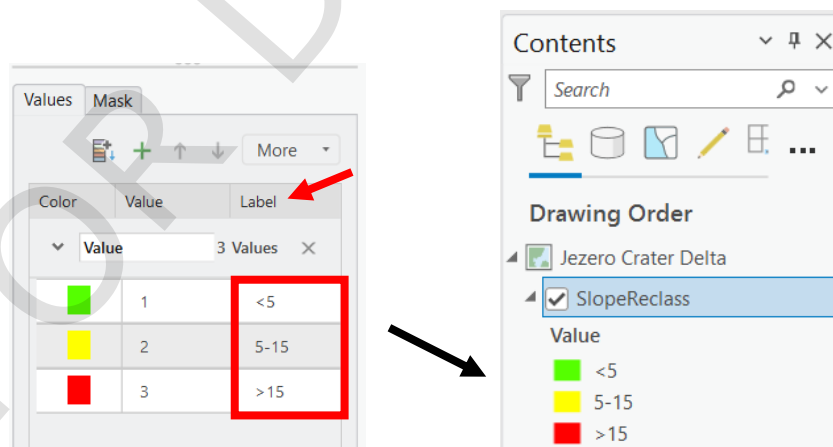 Values Mask
More
Color Value Label
Value 3 Values
1 <5
2 5-15
3 >15
Contents
Search
...
Drawing Order
Jezero Crater Delta
SlopeReclass
Value
<5
5-15
>15